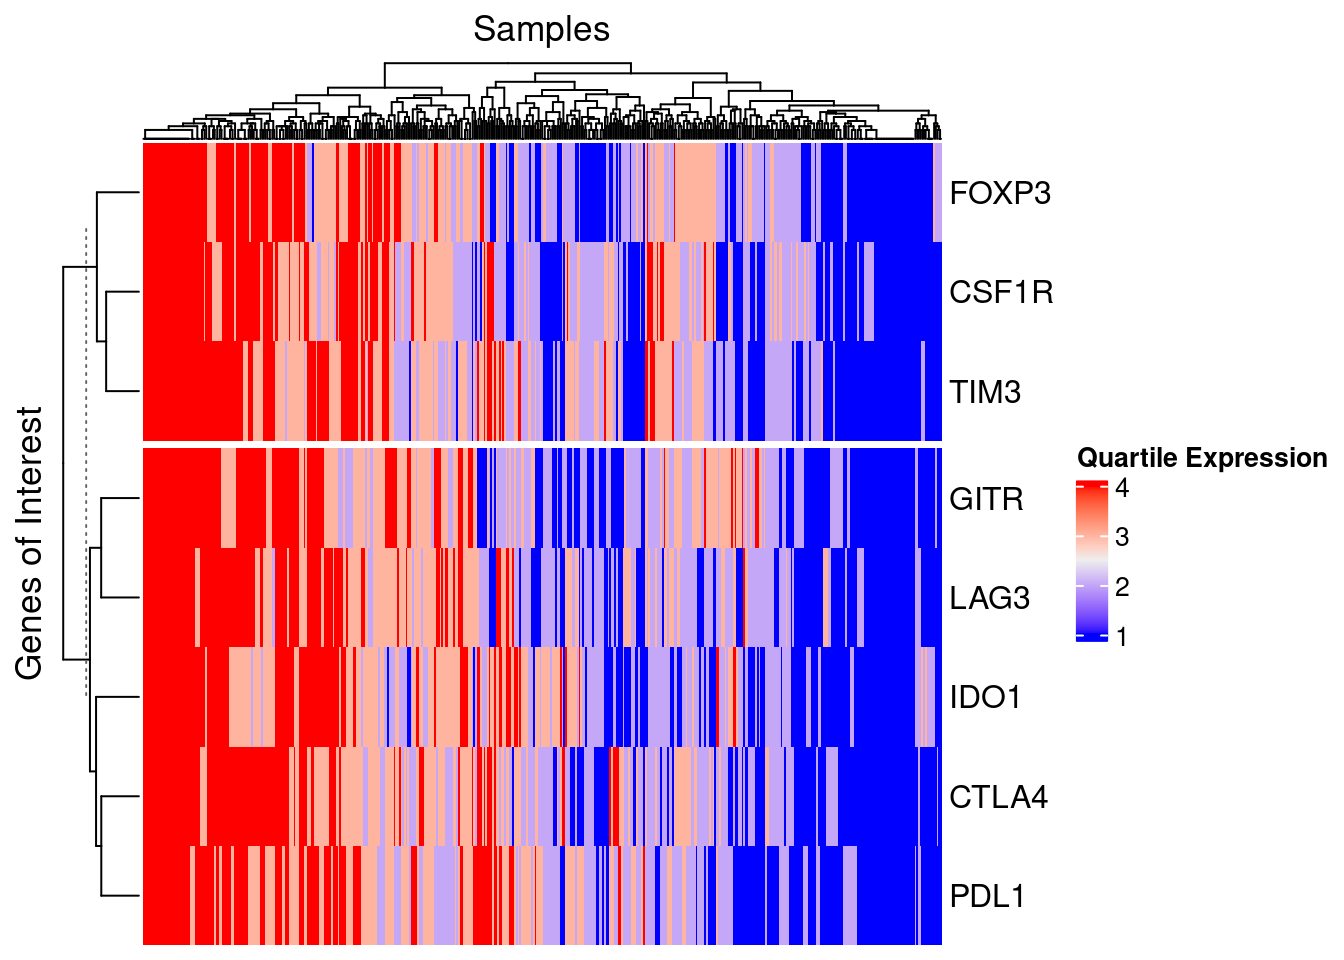 Samples
Genes of Interest
FOXP3
CSF1R
TIM3
GITR
LAG3
IDO1
CTLA4
PDL1
Quartile Expression
4
3
2
1